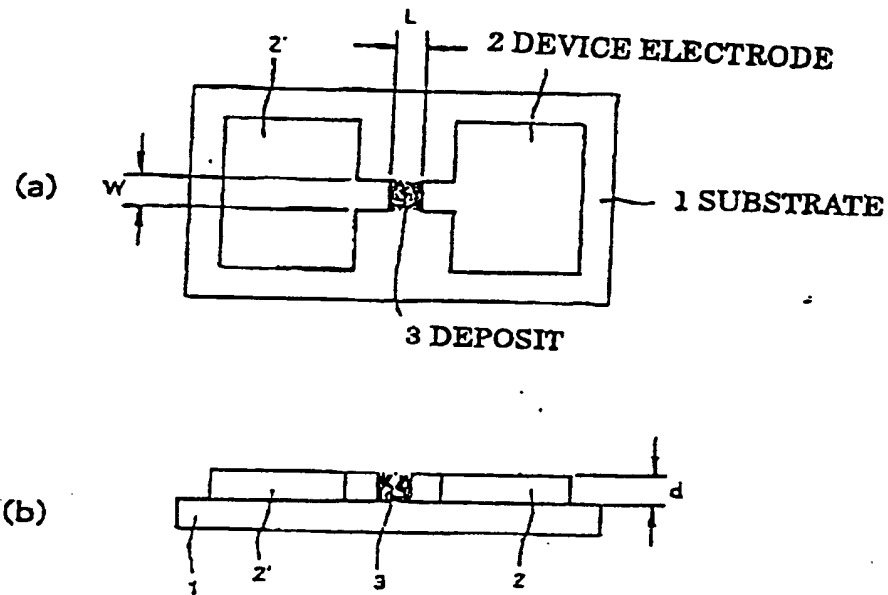 L
2' 2 DEVICE ELECTRODE
(a) W
1 SUBSTRATE
3 DEPOSIT
(b) d
1 2' 3 2